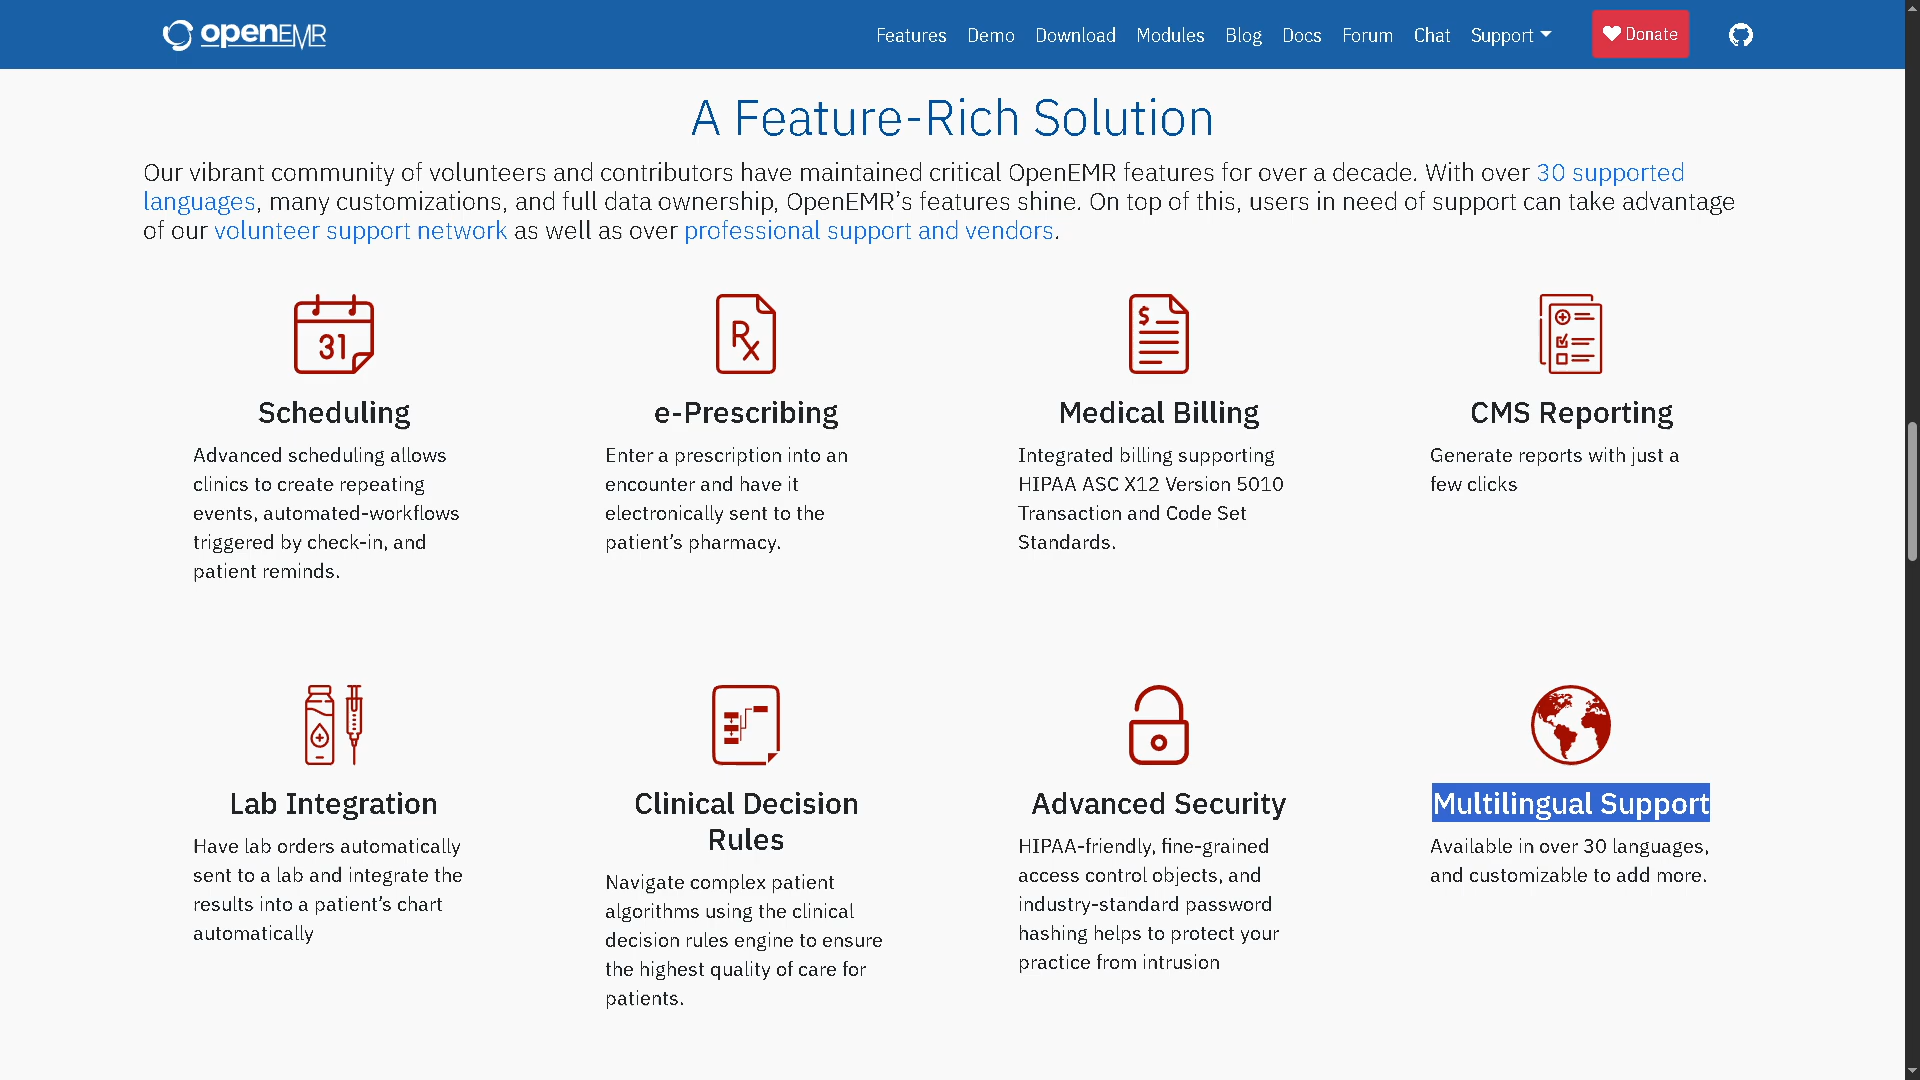 openEMR
Features Demo Download Modules Blog Docs Forum Chat Support Donate
A Feature-Rich Solution
Our vibrant community of volunteers and contributors have maintained critical OpenEMR features for over a decade. With over 30 supported
languages, many customizations, and full data ownership, OpenEMR’s features shine. On top of this, users in need of support can take advantage
of our volunteer support network as well as over professional support and vendors.
31
Scheduling
Advanced scheduling allows
clinics to create repeating
events, automated-workflows
triggered by check-in, and
patient reminds.
Rx
e-Prescribing
Enter a prescription into an
encounter and have it
electronically sent to the
patient’s pharmacy.
$
Medical Billing
Integrated billing supporting
HIPAA ASC X12 Version 5010
Transaction and Code Set
Standards.
CMS Reporting
Generate reports with just a
few clicks
Lab Integration
Have lab orders automatically
sent to a lab and integrate the
results into a patient’s chart
automatically
Clinical Decision
Rules
Navigate complex patient
algorithms using the clinical
decision rules engine to ensure
the highest quality of care for
patients.
Advanced Security
HIPAA-friendly, fine-grained
access control objects, and
industry-standard password
hashing helps to protect your
practice from intrusion
Multilingual Support
Available in over 30 languages,
and customizable to add more.